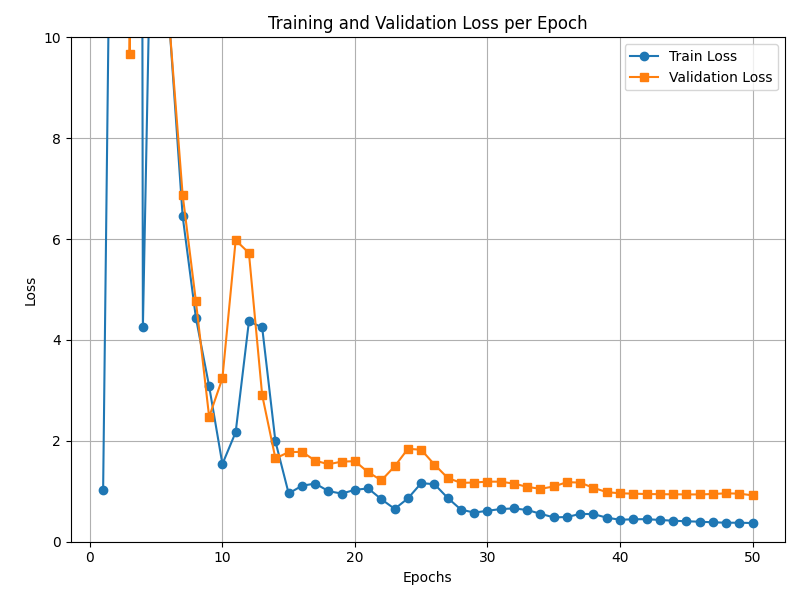 Training and Validation Loss per Epoch
Train Loss
Validation Loss
Loss
10
8
6
4
2
0
0 10 20 30 40 50
Epochs